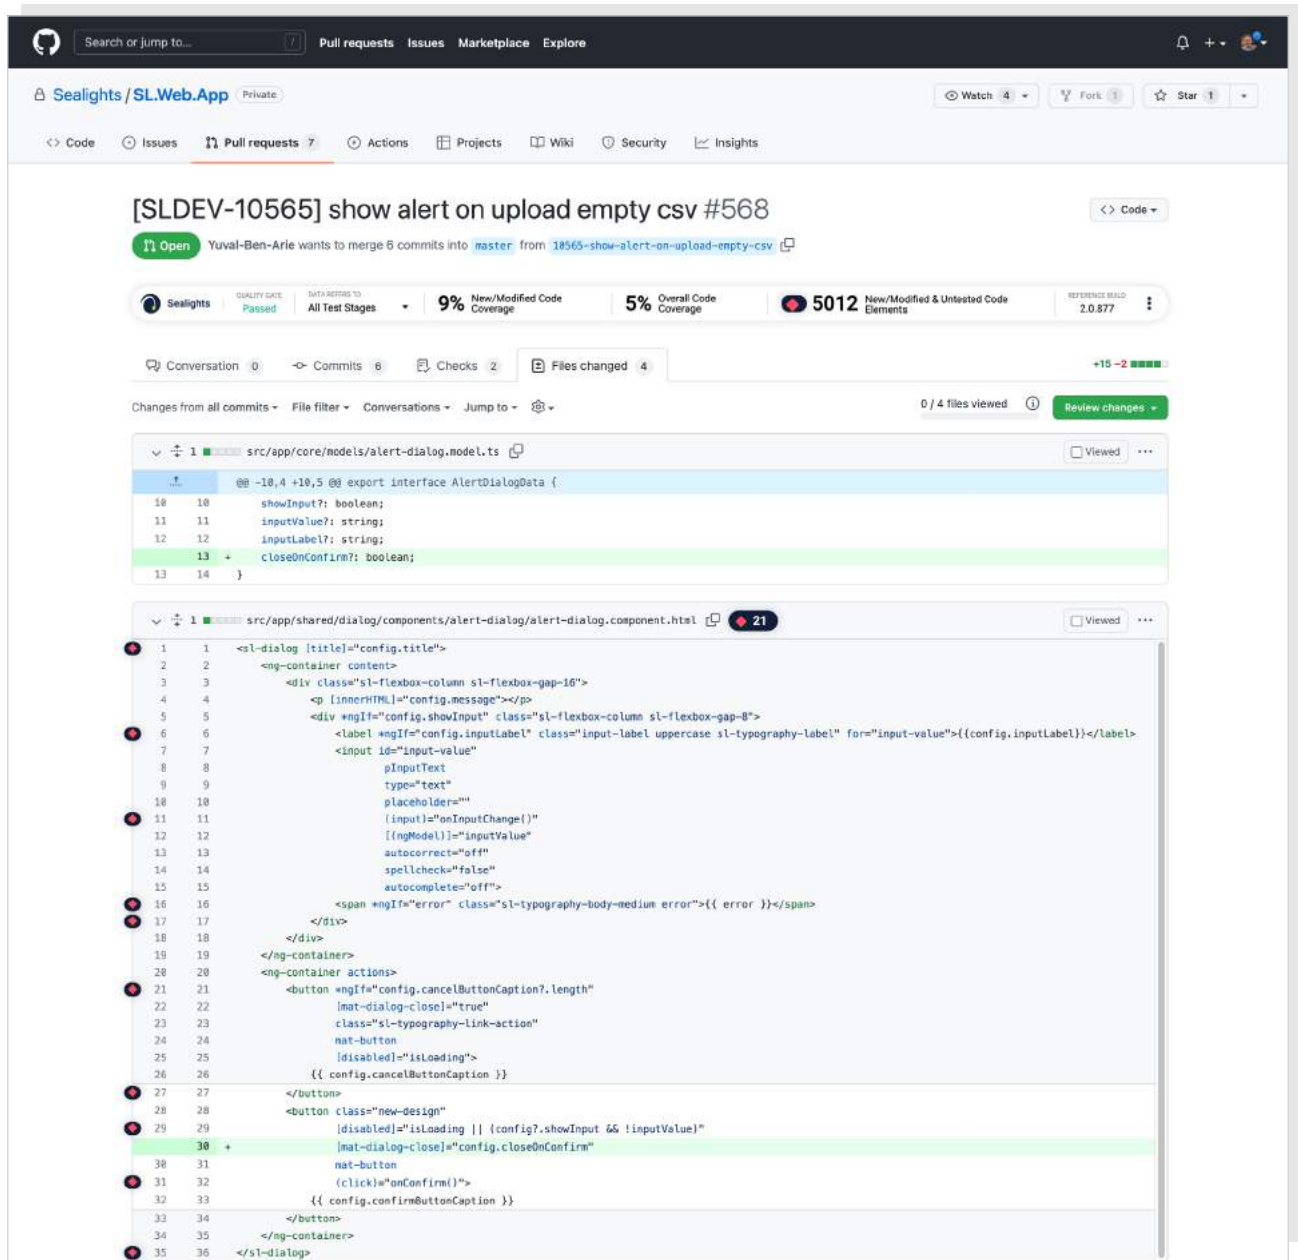 Search or jump to... / Pull requests Issues Marketplace Explore
Sealights / SL.Web.App Private Watch 4 Fork 1 Star 1
<> Code Issues Pull requests 7 Actions Projects Wiki Security Insights
[SLDEV-10565] show alert on upload empty csv #568 <> Code
Open Yuval-Ben-Arie wants to merge 6 commits into master from 10565-show-alert-on-upload-empty-csv
Sealights QUALITY GATE Passed DATA REFERS TO All Test Stages 9% New/Modified Code Coverage 5% Overall Code Coverage 5012 New/Modified & Untested Code Elements REFERENCE BUILD 2.0.877
Conversation 0 Commits 6 Checks 2 Files changed 4 +15 −2
Changes from all commits File filter Conversations Jump to 0 / 4 files viewed Review changes
1 src/app/core/models/alert-dialog.model.ts Viewed ...
@@ -10,4 +10,5 @@ export interface AlertDialogData {
10 10 showInput?: boolean;
11 11 inputValue?: string;
12 12 inputLabel?: string;
13 + closeOnConfirm?: boolean;
13 14 }
1 src/app/shared/dialog/components/alert-dialog/alert-dialog.component.html 21 Viewed ...
1 1 <sl-dialog [title]="config.title">
2 2 <ng-container content>
3 3 <div class="sl-flexbox-column sl-flexbox-gap-16">
4 4 <p [innerHTML]="config.message"></p>
5 5 <div *ngIf="config.showInput" class="sl-flexbox-column sl-flexbox-gap-8">
6 6 <label *ngIf="config.inputLabel" class="input-label uppercase sl-typography-label" for="input-value">{{config.inputLabel}}</label>
7 7 <input id="input-value"
8 8 pInputText
9 9 type="text"
10 10 placeholder=""
11 11 (input)="onInputChange()"
12 12 [(ngModel)]="inputValue"
13 13 autocorrect="off"
14 14 spellcheck="false"
15 15 autocomplete="off">
16 16 <span *ngIf="error" class="sl-typography-body-medium error">{{ error }}</span>
17 17 </div>
18 18 </div>
19 19 </ng-container>
20 20 <ng-container actions>
21 21 <button *ngIf="config.cancelButtonCaption?.length"
22 22 [mat-dialog-close]="true"
23 23 class="sl-typography-link-action"
24 24 mat-button
25 25 [disabled]="isLoading">
26 26 {{ config.cancelButtonCaption }}
27 27 </button>
28 28 <button class="new-design"
29 29 [disabled]="isLoading || (config?.showInput && !inputValue)"
30 + [mat-dialog-close]="config.closeOnConfirm"
30 31 mat-button
31 32 (click)="onConfirm()">
32 33 {{ config.confirmButtonCaption }}
33 34 </button>
34 35 </ng-container>
35 36 </sl-dialog>